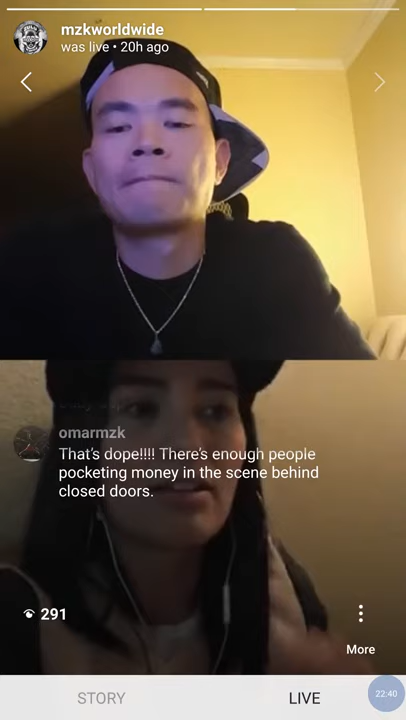 mzkworldwide
was live • 20h ago
omarmzk
That's dope!!!! There's enough people
pocketing money in the scene behind
closed doors.
291
More
STORY
LIVE
22:40